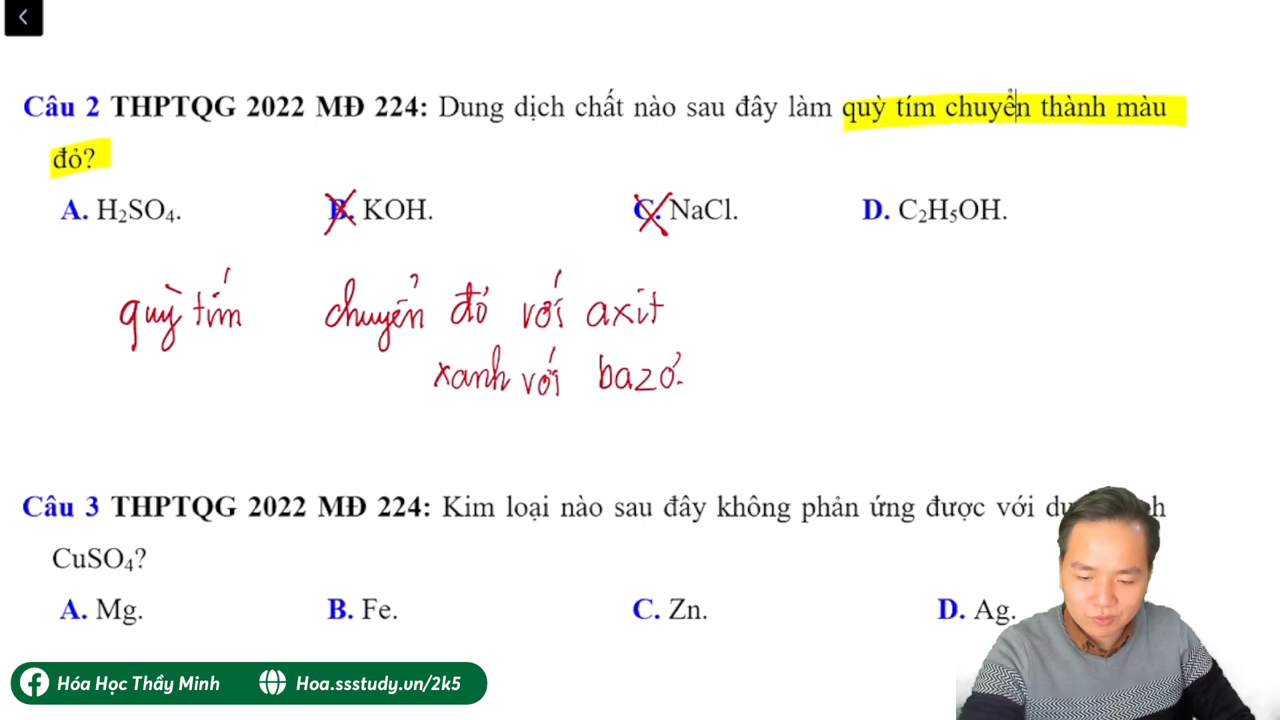 Câu 2 THPTQG 2022 MĐ 224: Dung dịch chất nào sau đây làm quỳ tím chuyển thành màu
đỏ?
A. H₂SO₄. B. KOH. C. NaCl. D. C₂H₅OH.
quỳ tím chuyển đỏ với axit
xanh với bazơ.
Câu 3 THPTQG 2022 MĐ 224: Kim loại nào sau đây không phản ứng được với
CuSO₄?
A. Mg. B. Fe. C. Zn. D. Ag.
Hóa Học Thầy Minh Hoa.ssstudy.vn/2k5